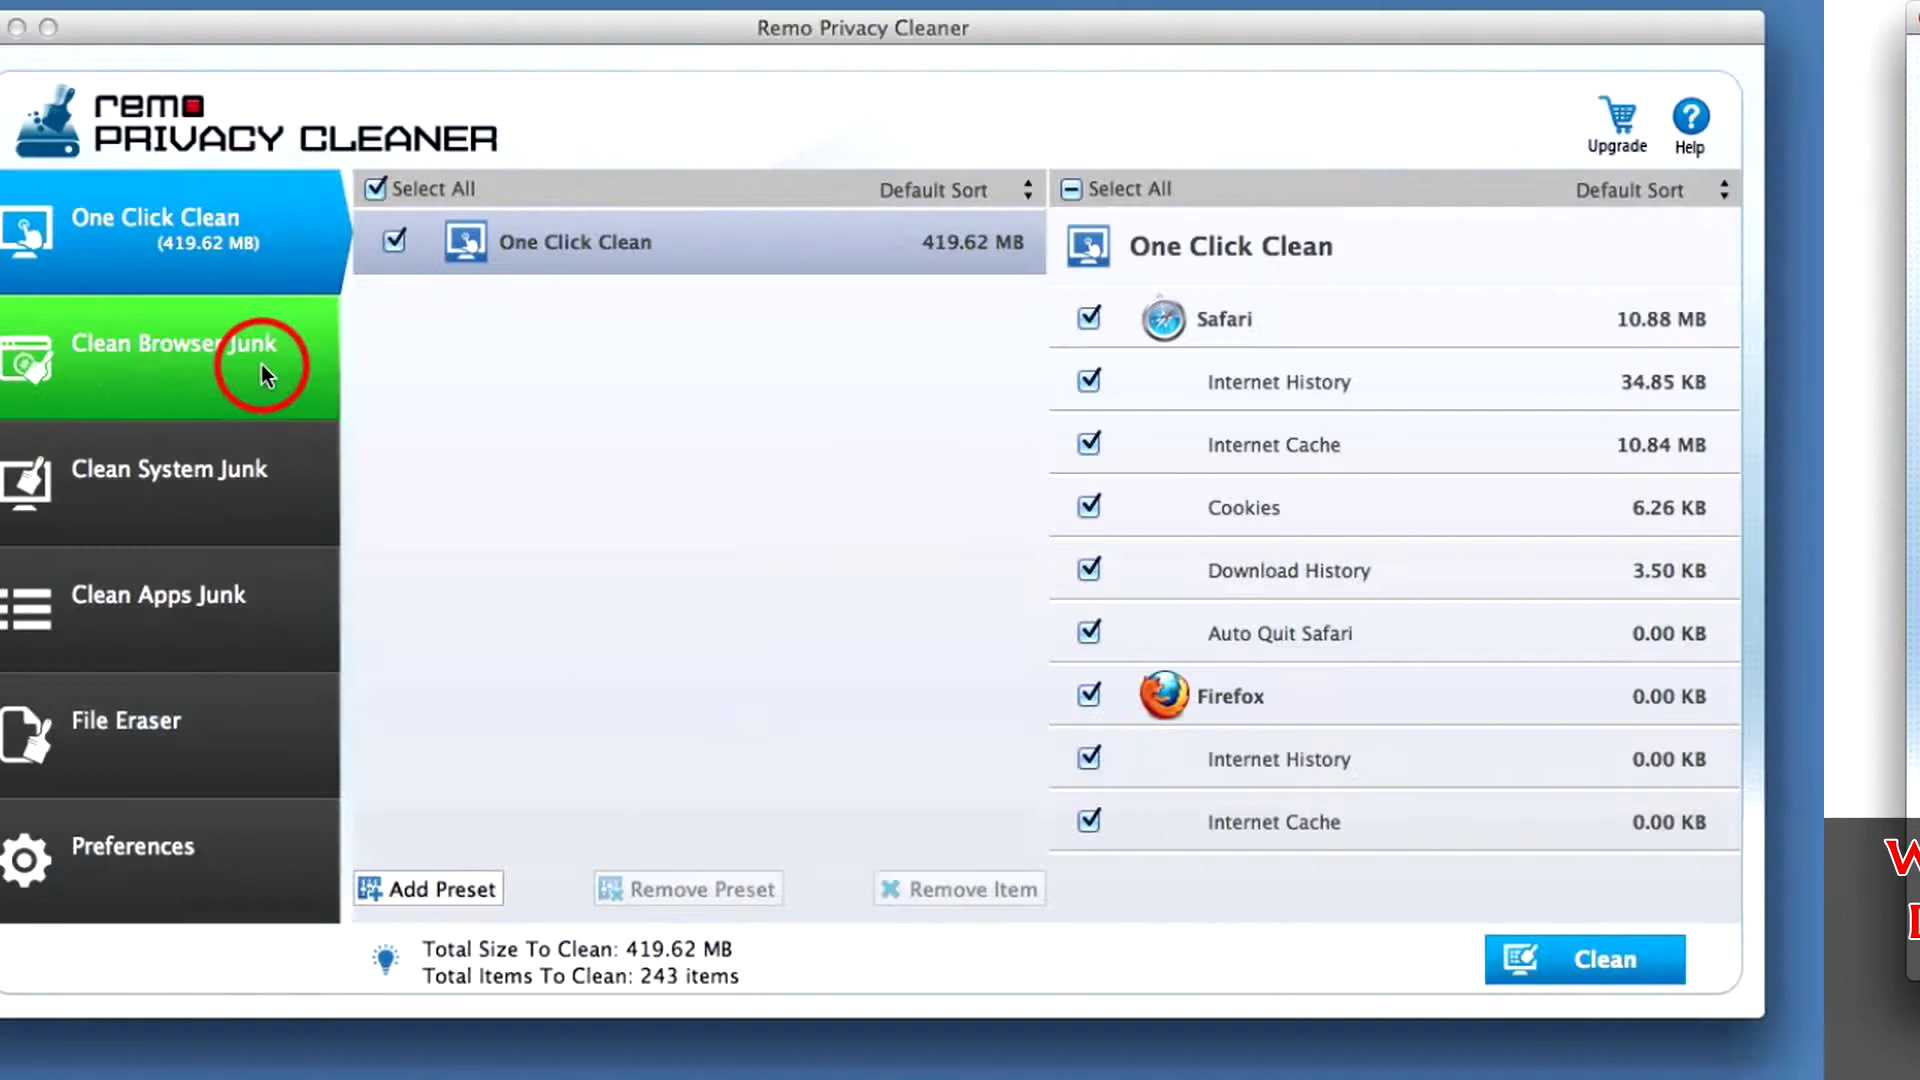 Remo Privacy Cleaner
remo
PRIVACY CLEANER
Upgrade
Help
One Click Clean
(419.62 MB)
Clean Browser Junk
Clean System Junk
Clean Apps Junk
File Eraser
Preferences
Select All
Default Sort
One Click Clean
419.62 MB
Add Preset
Remove Preset
Remove Item
Select All
Default Sort
One Click Clean
Safari 10.88 MB
Internet History 34.85 KB
Internet Cache 10.84 MB
Cookies 6.26 KB
Download History 3.50 KB
Auto Quit Safari 0.00 KB
Firefox 0.00 KB
Internet History 0.00 KB
Internet Cache 0.00 KB
Total Size To Clean: 419.62 MB
Total Items To Clean: 243 items
Clean